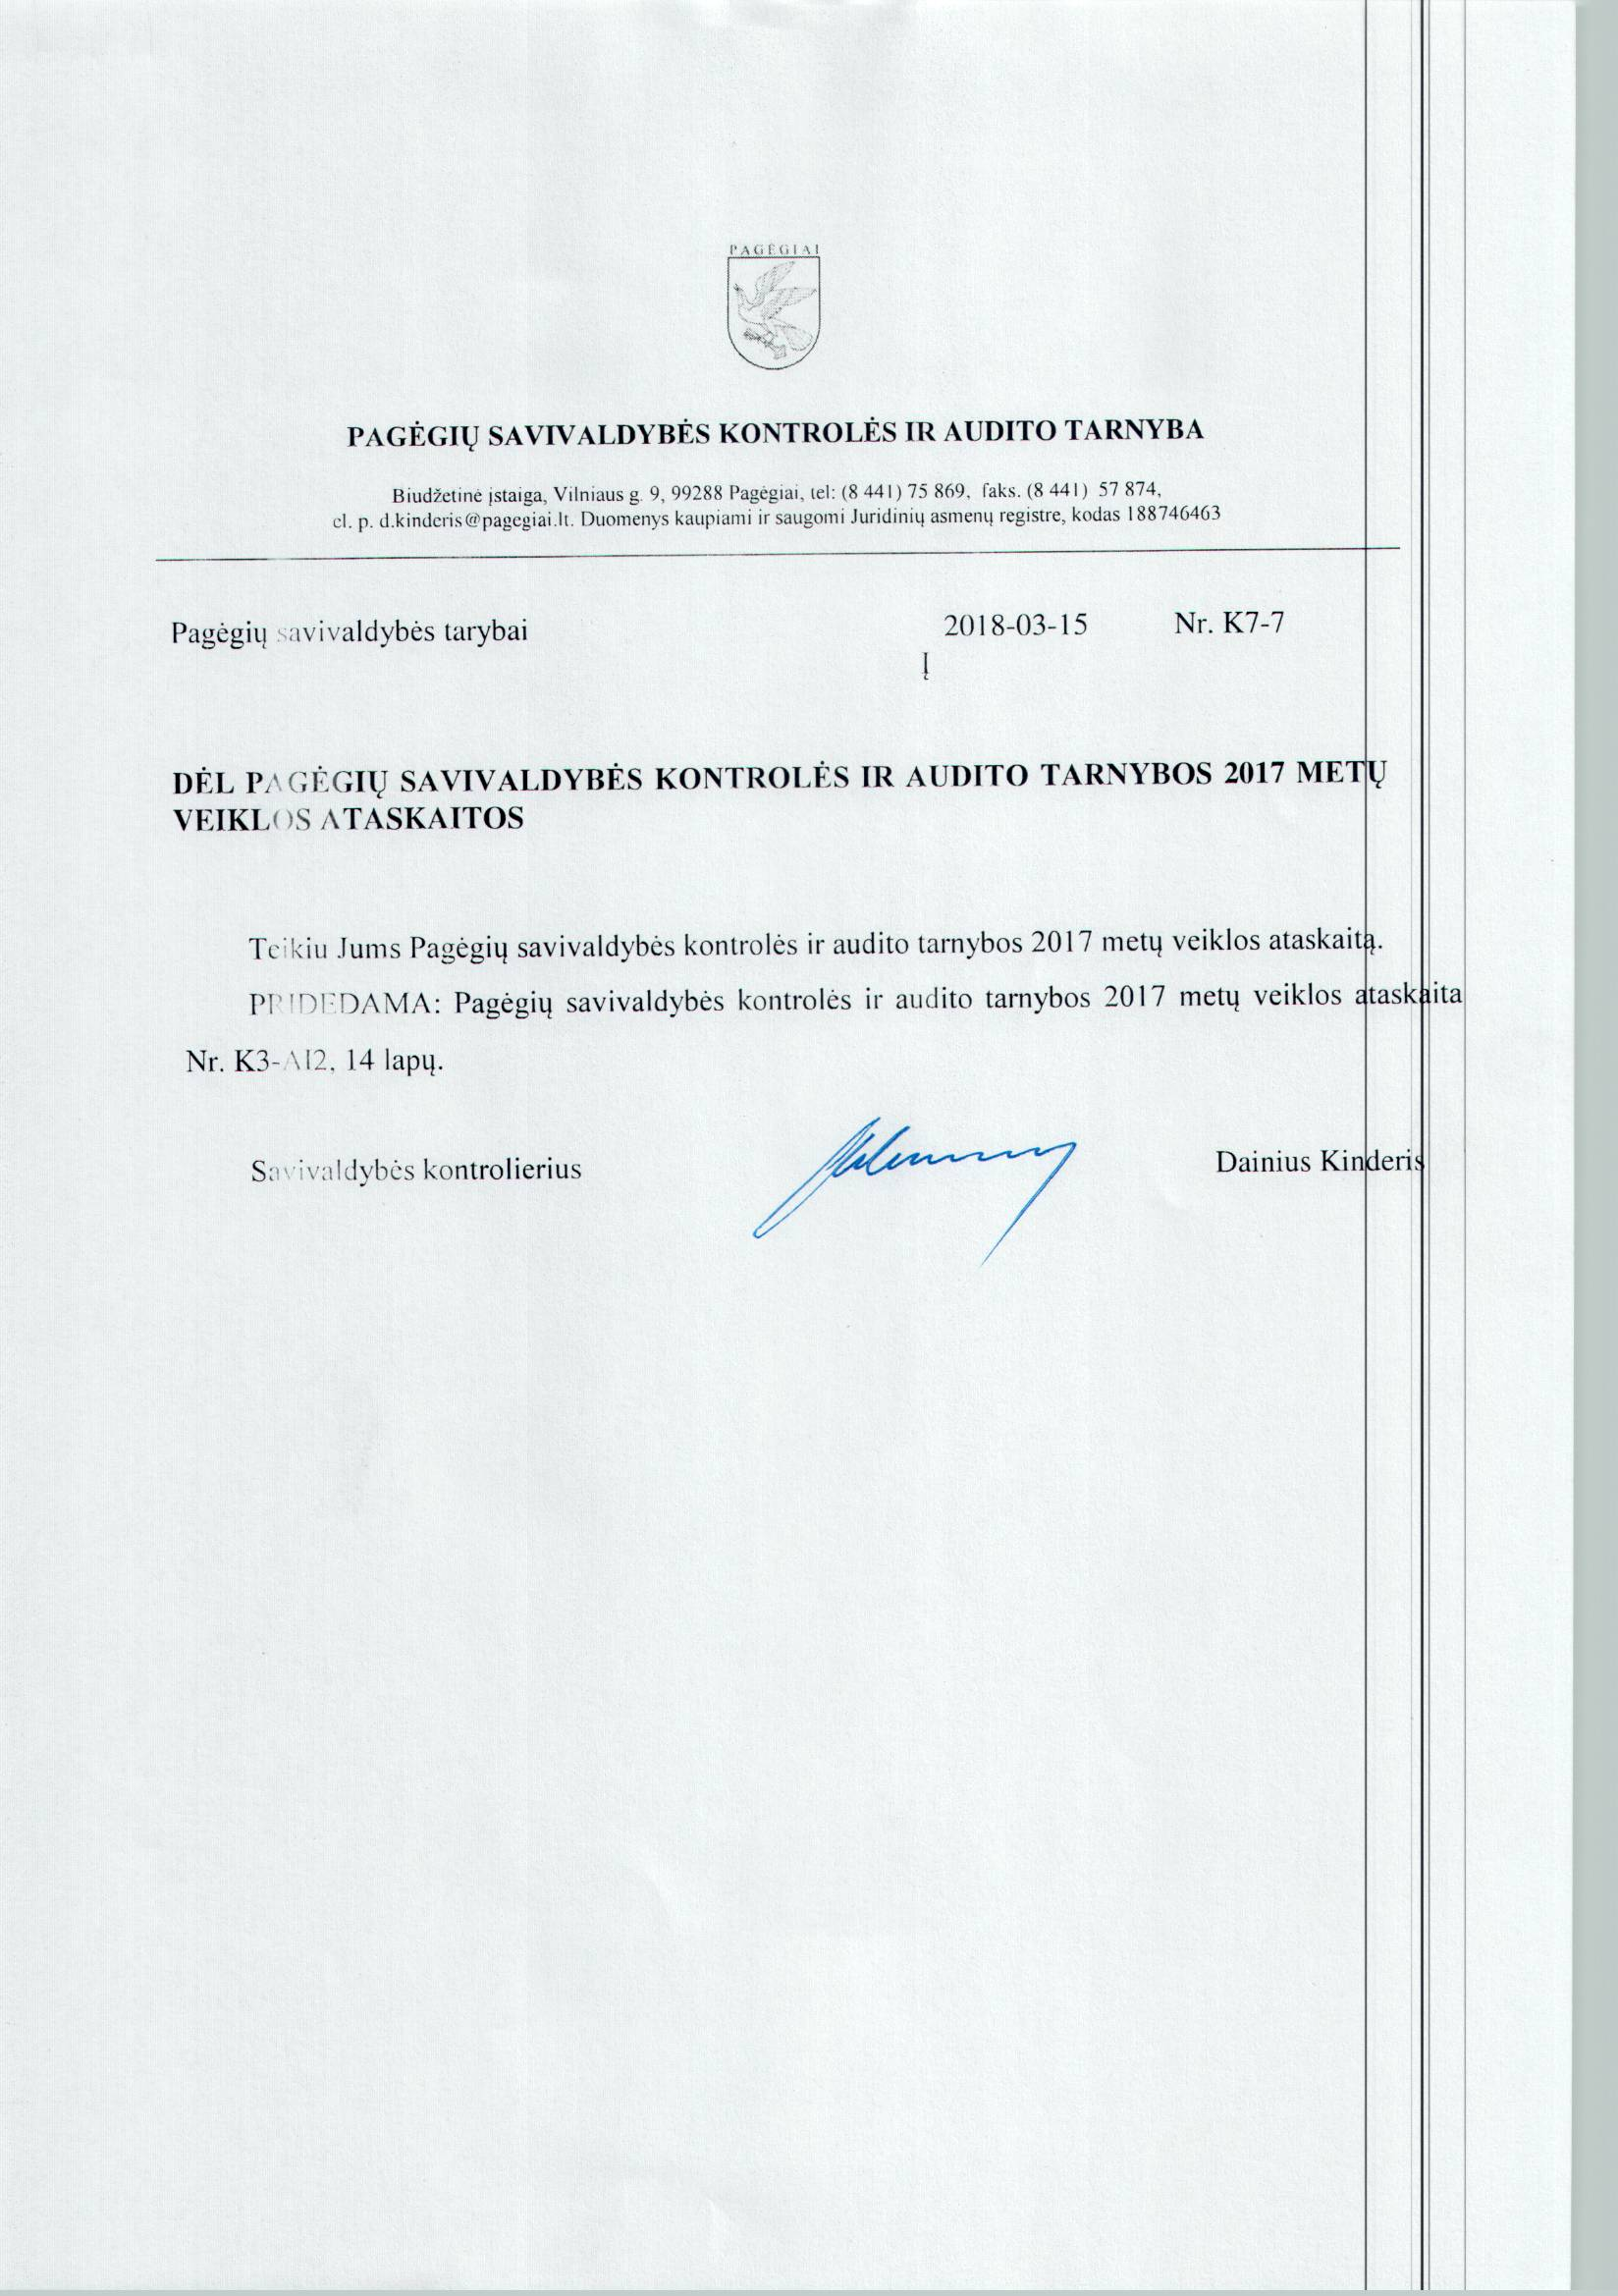 PAGĖGIAI
PAGĖGIŲ SAVIVALDYBĖS KONTROLĖS IR AUDITO TARNYBA
Biudžetinė įstaiga, Vilniaus g. 9, 99288 Pagėgiai, tel: (8 441) 75 869, faks. (8 441) 57 874,
el. p. d.kinderis@pagegiai.lt. Duomenys kaupiami ir saugomi Juridinių asmenų registre, kodas 188746463
Pagėgių savivaldybės tarybai 2018-03-15 Nr. K7-7
Į
DĖL PAGĖGIŲ SAVIVALDYBĖS KONTROLĖS IR AUDITO TARNYBOS 2017 METŲ
VEIKLOS ATASKAITOS
Teikiu Jums Pagėgių savivaldybės kontrolės ir audito tarnybos 2017 metų veiklos ataskaitą.
PRIDEDAMA: Pagėgių savivaldybės kontrolės ir audito tarnybos 2017 metų veiklos ataskaita
Nr. K3-A12, 14 lapų.
Savivaldybės kontrolierius Dainius Kinderis